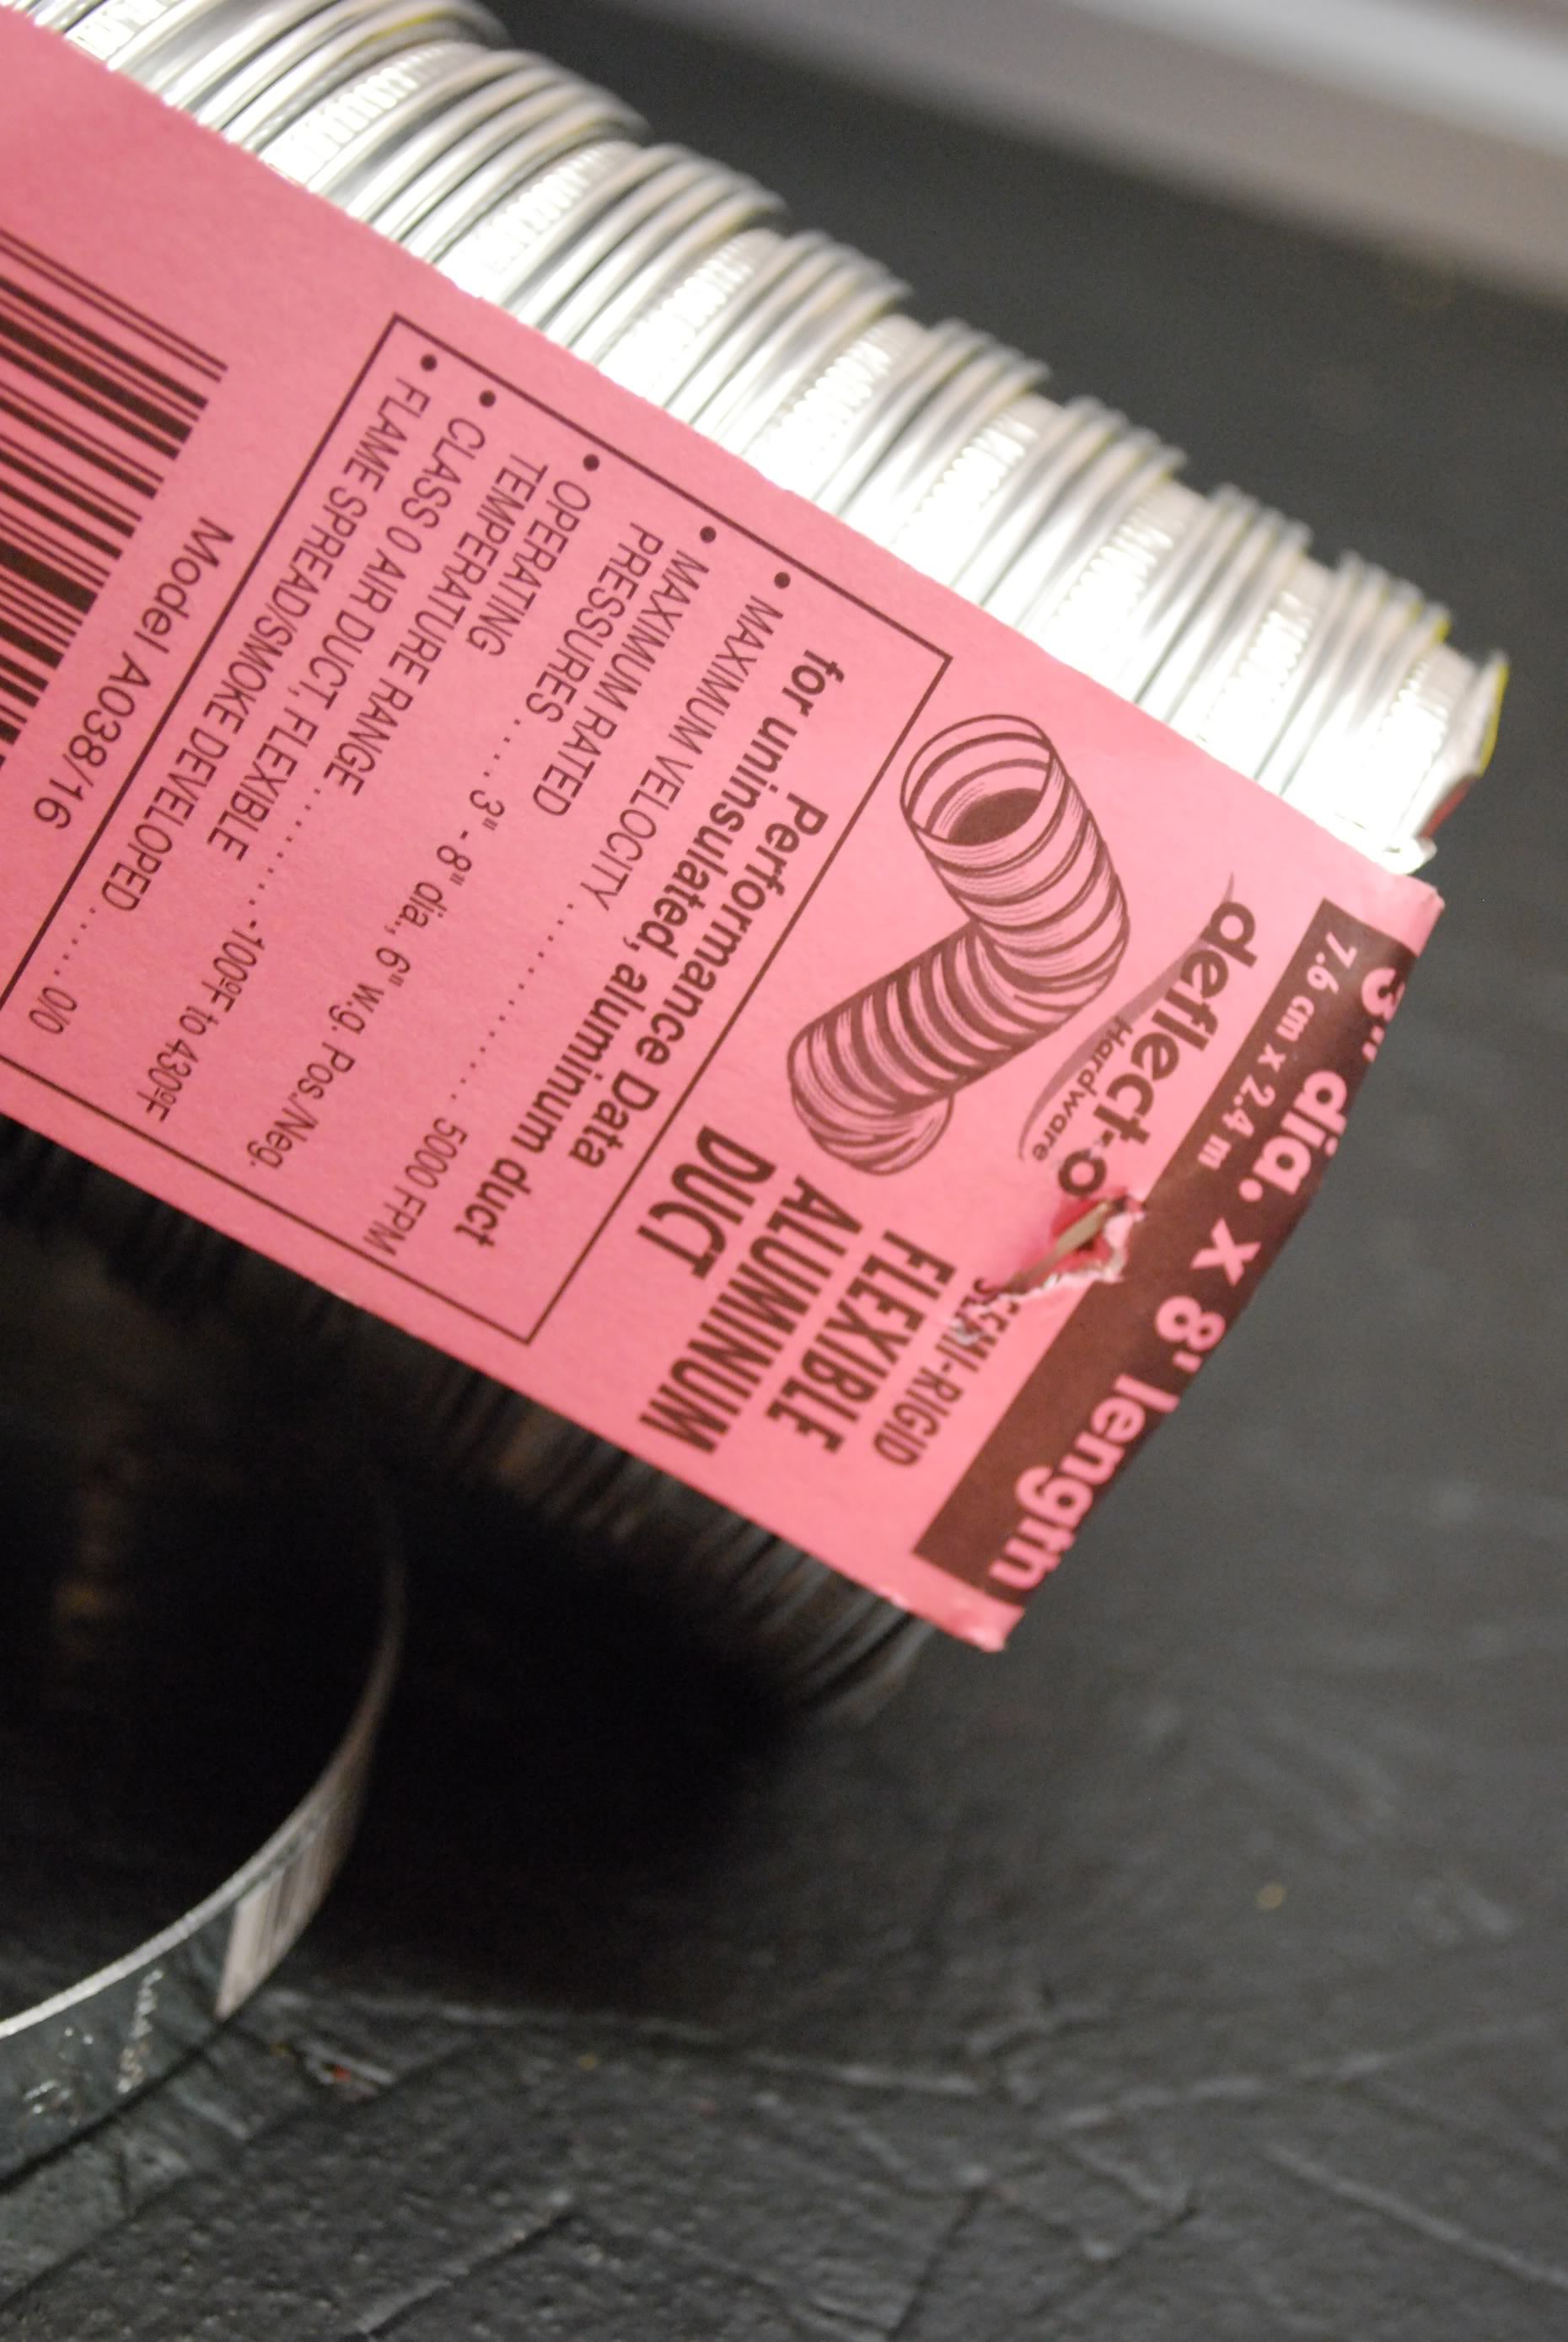 3" dia. x 8' length
7.6 cm x 2.4 m
deflect-o
Hardware
SEMI-RIGID
FLEXIBLE
ALUMINUM
DUCT
Performance Data
for uninsulated, aluminum duct
• MAXIMUM VELOCITY .................... 5000 FPM
• MAXIMUM RATED
PRESSURES ...... 3" - 8" dia., 6" w.g. Pos./Neg.
• OPERATING
TEMPERATURE RANGE
............ -100ºF to 430ºF
• CLASS 0 AIR DUCT, FLEXIBLE
• FLAME SPREAD/SMOKE DEVELOPED ...... 0/0
Model A038/16